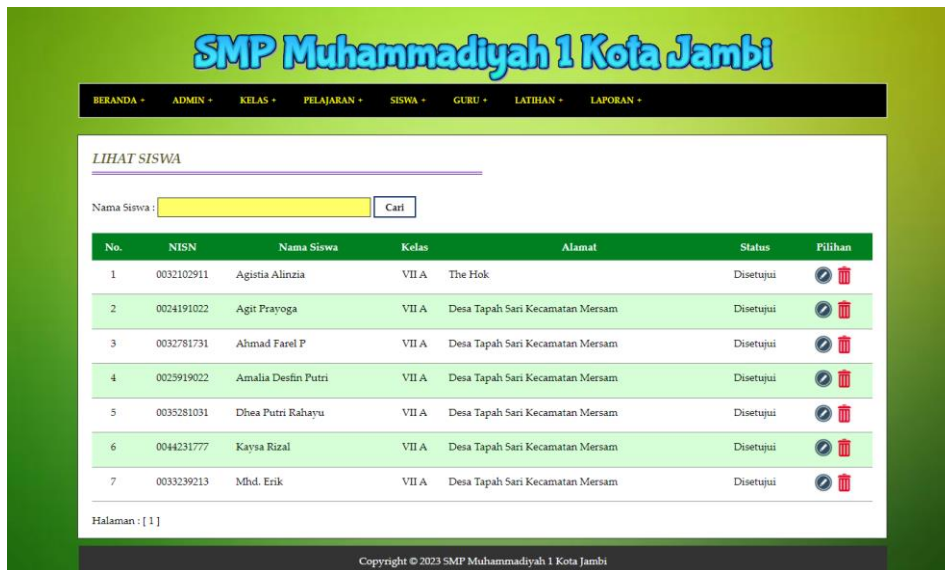 SMP Muhammadiyah 1 Kota Jambi
BERANDA + ADMIN + KELAS + PELAJARAN + SISWA + GURU + LATIHAN + LAPORAN +
LIHAT SISWA
Nama Siswa : Cari
No. NISN Nama Siswa Kelas Alamat Status Pilihan
1 0032102911 Agistia Alinzia VII A The Hok Disetujui
2 0024191022 Agit Prayoga VII A Desa Tapah Sari Kecamatan Mersam Disetujui
3 0032781731 Ahmad Farel P VII A Desa Tapah Sari Kecamatan Mersam Disetujui
4 0025919022 Amalia Desfin Putri VII A Desa Tapah Sari Kecamatan Mersam Disetujui
5 0035281031 Dhea Putri Rahayu VII A Desa Tapah Sari Kecamatan Mersam Disetujui
6 0044231777 Kaysa Rizal VII A Desa Tapah Sari Kecamatan Mersam Disetujui
7 0033239213 Mhd. Erik VII A Desa Tapah Sari Kecamatan Mersam Disetujui
Halaman : [ 1 ]
Copyright © 2023 SMP Muhammadiyah 1 Kota Jambi